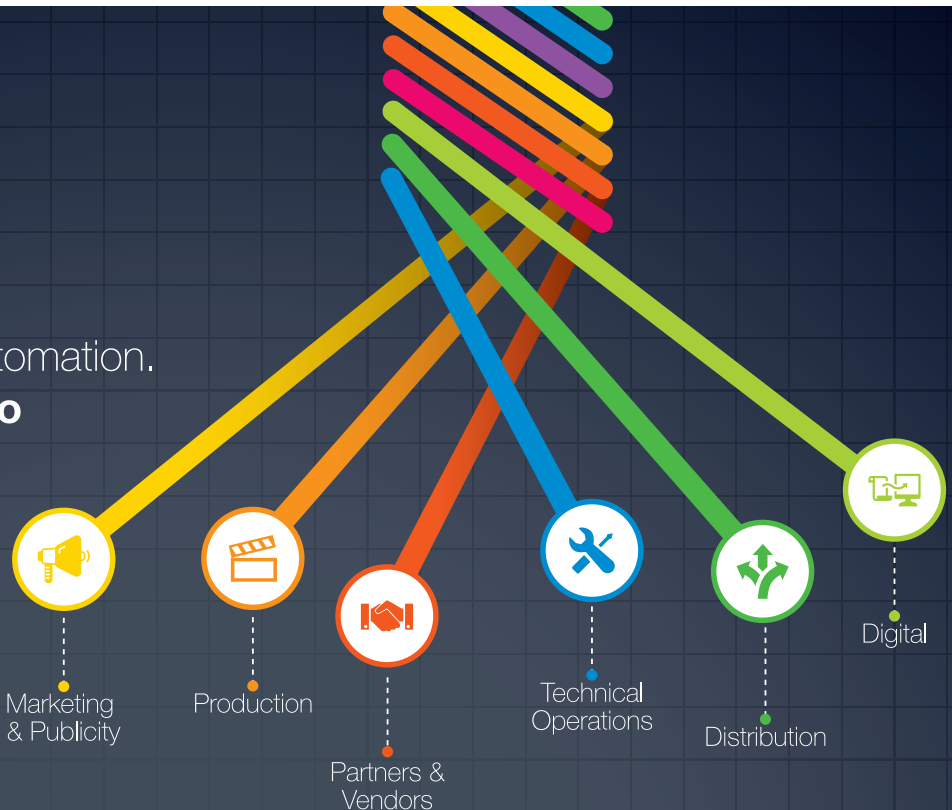 tomation.
o
Digital
Marketing
& Publicity
Production
Technical
Operations
Distribution
Partners &
Vendors